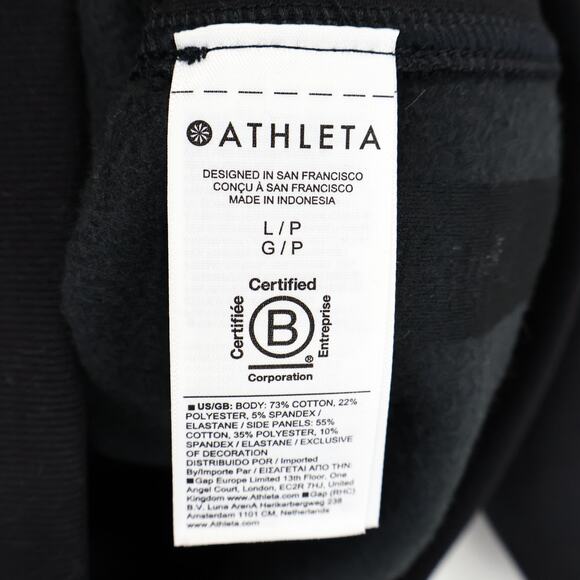 ATHLETA
DESIGNED IN SAN FRANCISCO
CONÇU À SAN FRANCISCO
MADE IN INDONESIA
L / P
G / P
Certified
Certifiée
B
Entreprise
®
Corporation
■ US/GB: BODY: 73% COTTON, 22%
POLYESTER, 5% SPANDEX /
ELASTANE / SIDE PANELS: 55%
COTTON, 35% POLYESTER, 10%
SPANDEX / ELASTANE / EXCLUSIVE
OF DECORATION
DISTRIBUIDO POR / Imported
By/Importe Par / ΕΙΣΑΓΕΤΑΙ ΑΠΟ ΤΗΝ:
■ Gap Europe Limited 13th Floor, One
Angel Court, London, EC2R 7HJ, United
Kingdom www.Athleta.com ■ Gap (RHC)
B.V. Luna ArenA Herikerbergweg 238
Amsterdam 1101 CM, Netherlands
www.Athleta.com